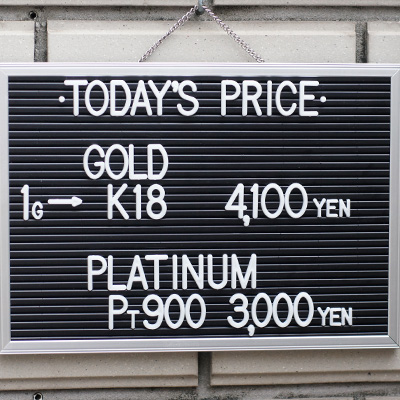 ·TODAY'S PRICE·
GOLD
1G→ K18 4,100 YEN
PLATINUM
PT900 3,000 YEN